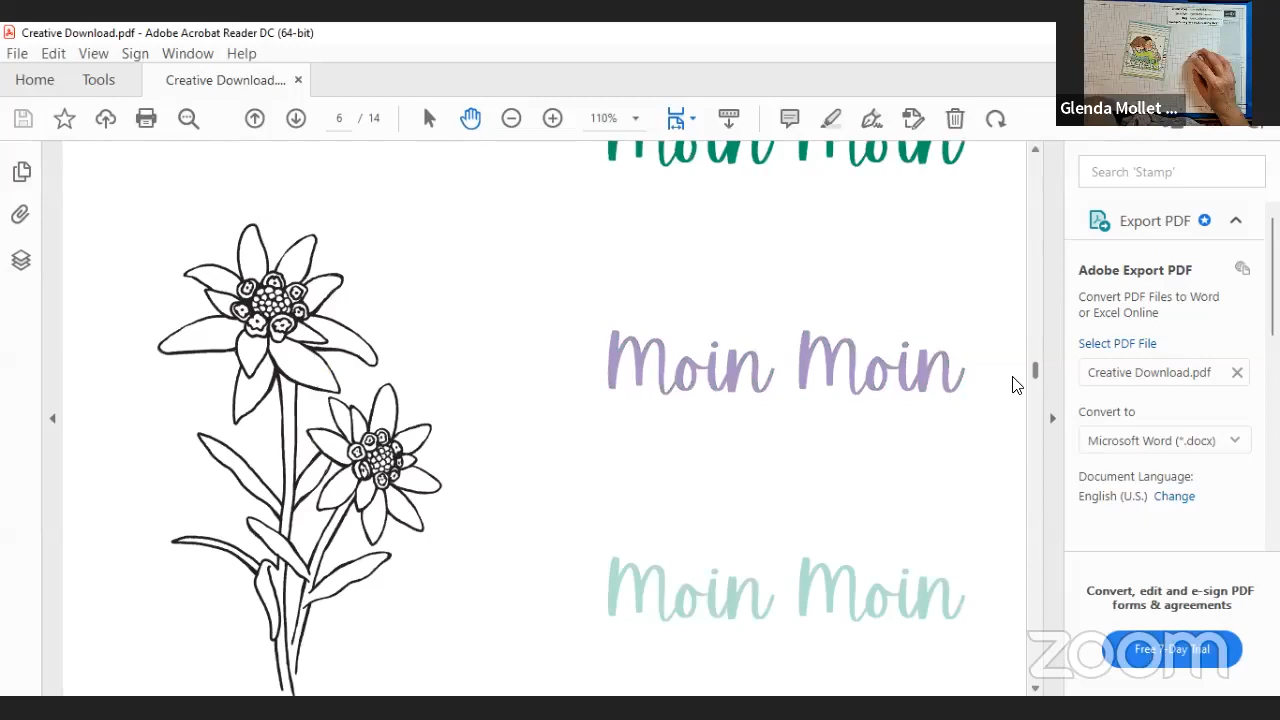 Creative Download.pdf - Adobe Acrobat Reader DC (64-bit)
File Edit View Sign Window Help
Home Tools Creative Download....
6 / 14 110%
Glenda Mollet ...
Moin Moin
Moin Moin
Moin Moin
Search 'Stamp'
Export PDF
Adobe Export PDF
Convert PDF Files to Word
or Excel Online
Select PDF File
Creative Download.pdf
Convert to
Microsoft Word (*.docx)
Document Language:
English (U.S.) Change
Convert, edit and e-sign PDF
forms & agreements
Free 7-Day Trial
zoom